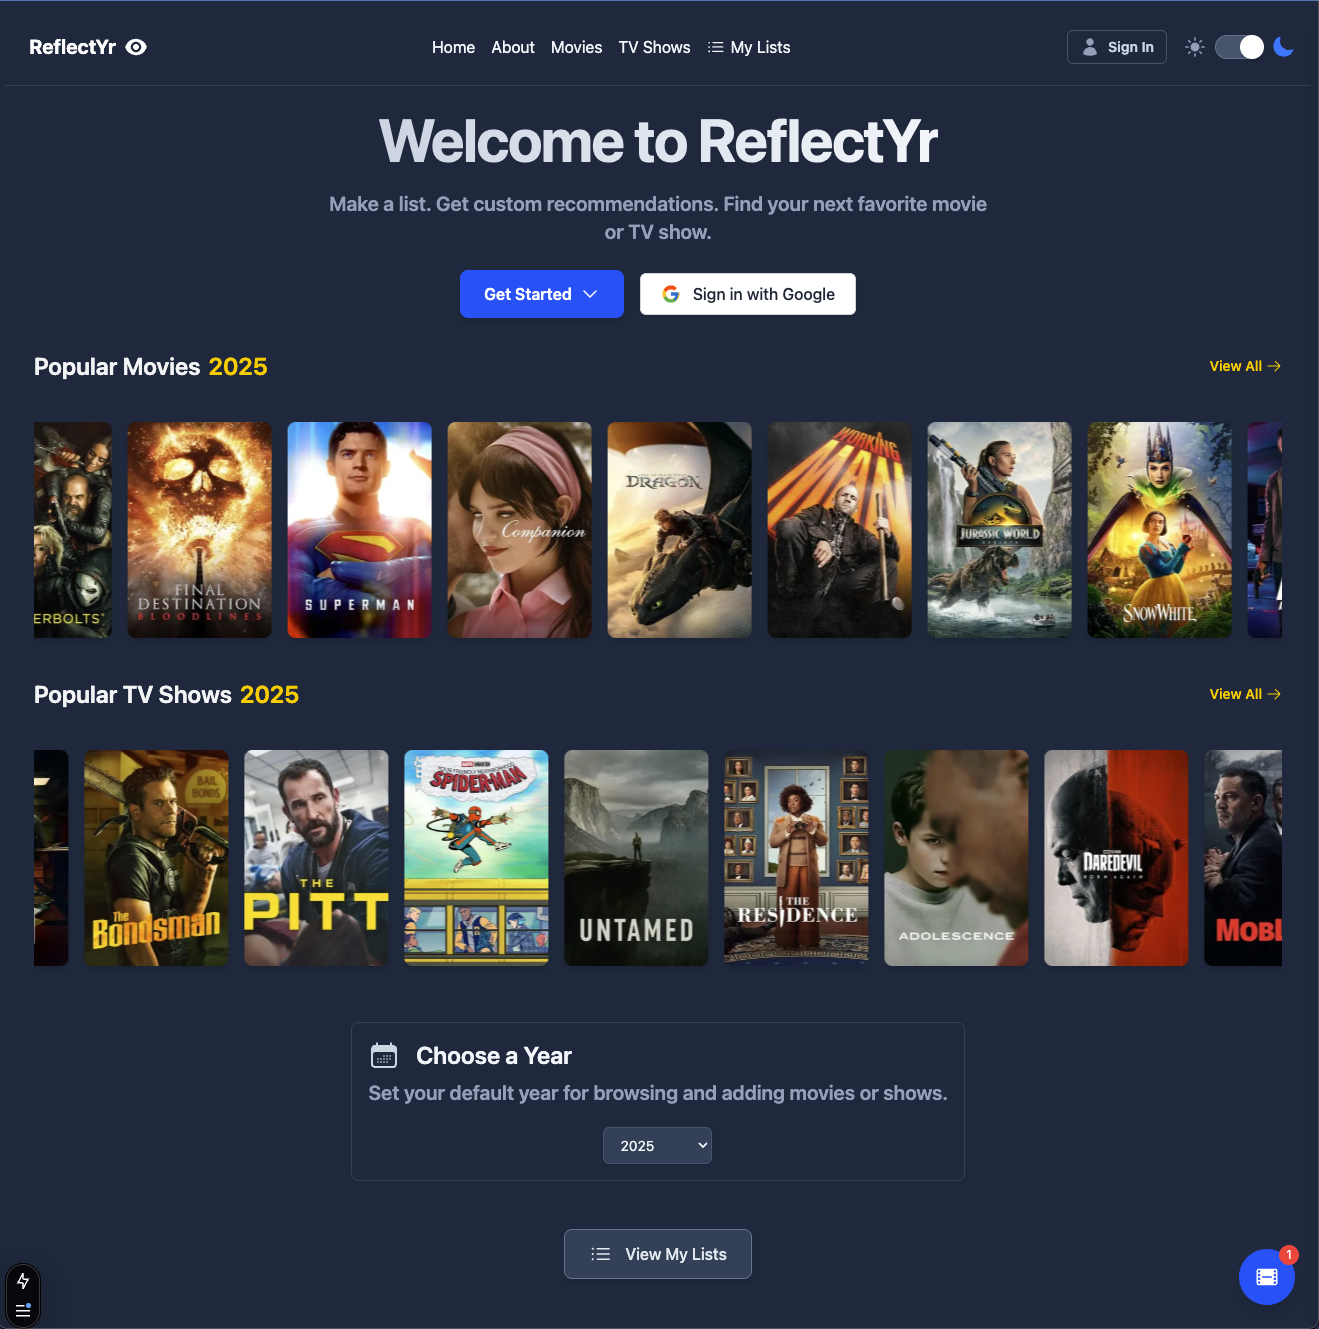 ReflectYr
Home About Movies TV Shows My Lists
Sign In
Welcome to ReflectYr
Make a list. Get custom recommendations. Find your next favorite movie
or TV show.
Get Started
Sign in with Google
Popular Movies 2025
View All
ERBOLTS*
FINAL
DESTINATION
BLOODLINES
SUPERMAN
Companion
DRAGON
WORKING
MAN
JURASSIC WORLD
SNOW WHITE
Popular TV Shows 2025
View All
BAIL
BONDS
The
Bondsman
THE
PITT
SPIDER-MAN
UNTAMED
THE
RESIDENCE
ADOLESCENCE
DAREDEVIL
BORN AGAIN
MOBL
Choose a Year
Set your default year for browsing and adding movies or shows.
2025
View My Lists
1